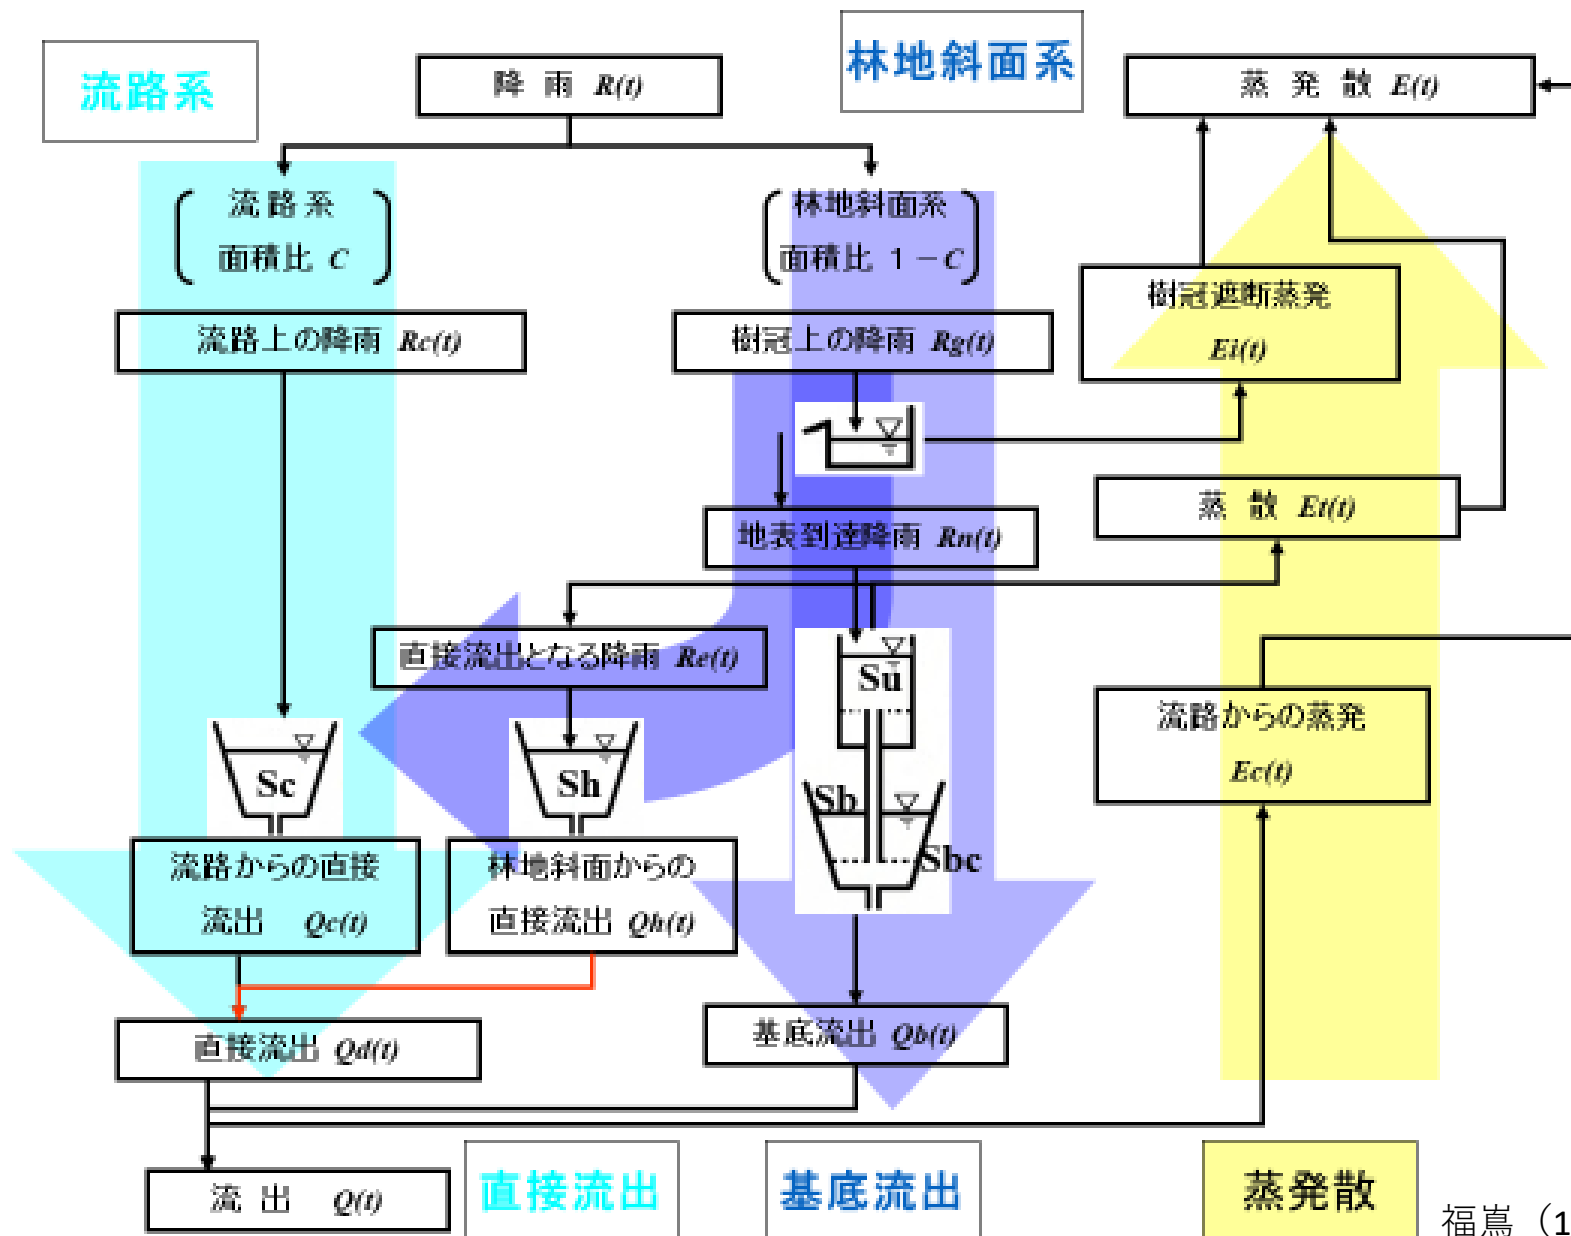 流路系
降 雨 R(t)
林地斜面系
蒸 発 散 E(t)
流 路 系
面積比 C
林地斜面系
面積比 1－C
流路上の降雨 Rc(t)
樹冠上の降雨 Rg(t)
樹冠遮断蒸発
Ei(t)
蒸 散 Et(t)
地表到達降雨 Rn(t)
直接流出となる降雨 Re(t)
Su
流路からの蒸発
Ec(t)
Sc
Sh
Sb
Sbc
流路からの直接
流出 Qc(t)
林地斜面からの
直接流出 Qh(t)
直接流出 Qd(t)
基底流出 Qb(t)
流 出 Q(t)
直接流出
基底流出
蒸発散
福嶌（1